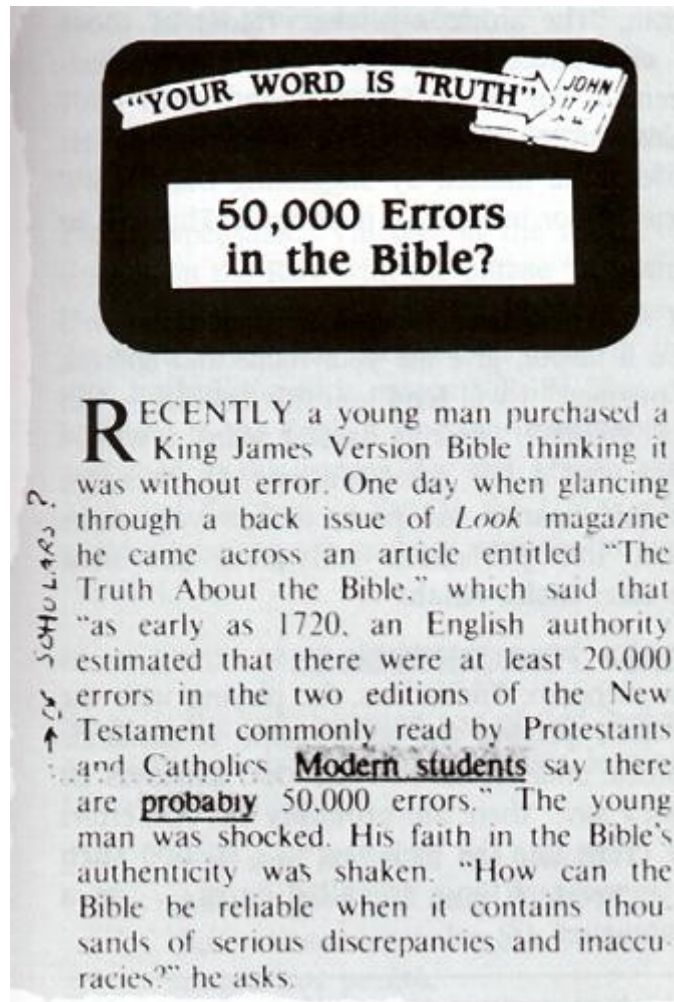 "YOUR WORD IS TRUTH"
JOHN
17 17
50,000 Errors
in the Bible?
RECENTLY a young man purchased a
King James Version Bible thinking it
was without error. One day when glancing
through a back issue of Look magazine
he came across an article entitled "The
Truth About the Bible," which said that
"as early as 1720, an English authority
estimated that there were at least 20,000
errors in the two editions of the New
Testament commonly read by Protestants
and Catholics. Modern students say there
are probably 50,000 errors." The young
man was shocked. His faith in the Bible's
authenticity was shaken. "How can the
Bible be reliable when it contains thou-
sands of serious discrepancies and inaccu
racies?" he asks.
SCHOLARS?